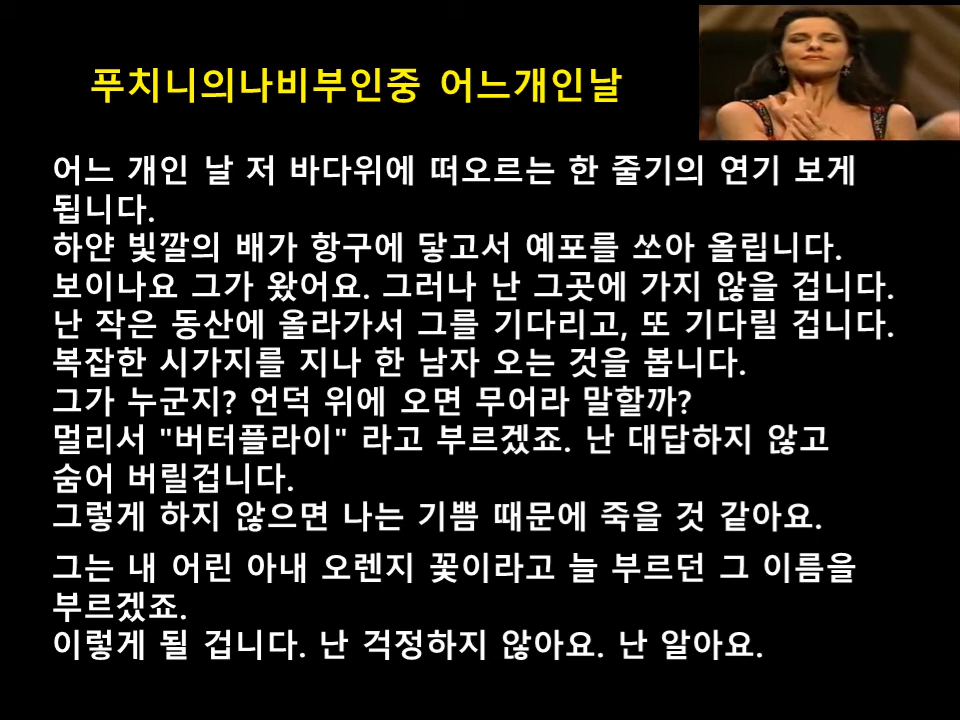 푸치니의나비부인중 어느개인날
어느 개인 날 저 바다위에 떠오르는 한 줄기의 연기 보게
됩니다.
하얀 빛깔의 배가 항구에 닿고서 예포를 쏘아 올립니다.
보이나요 그가 왔어요. 그러나 난 그곳에 가지 않을 겁니다.
난 작은 동산에 올라가서 그를 기다리고, 또 기다릴 겁니다.
복잡한 시가지를 지나 한 남자 오는 것을 봅니다.
그가 누군지? 언덕 위에 오면 무어라 말할까?
멀리서 "버터플라이" 라고 부르겠죠. 난 대답하지 않고
숨어 버릴겁니다.
그렇게 하지 않으면 나는 기쁨 때문에 죽을 것 같아요.
그는 내 어린 아내 오렌지 꽃이라고 늘 부르던 그 이름을
부르겠죠.
이렇게 될 겁니다. 난 걱정하지 않아요. 난 알아요.